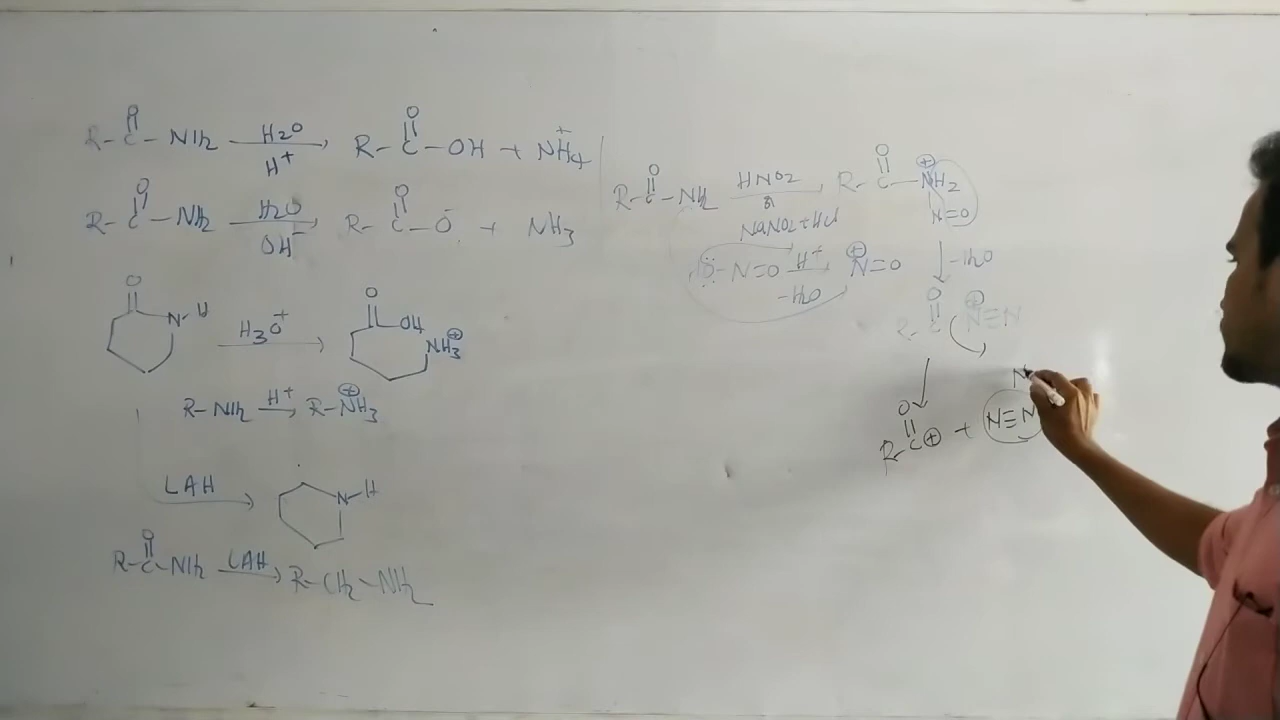 O
R-C-NH2 H2O H+ → R-C-OH + NH4+
O
R-C-NH2 H2O OH- → R-C-O- + NH3
O
N-H H3O+ → O OH NH3⊕
R-NH2 H+ → R-NH3⊕
LAH → N-H
O
R-C-NH2 LAH → R-CH2-NH2
O
R-C-NH2 HNO2 → R-C-NH2⊕
NaNO2+HCl
N=O
HO-N=O H+ → N⊕=O
-H2O
-H2O
O
R-C N⊕≡N
O
R-C⊕ + N≡N
N